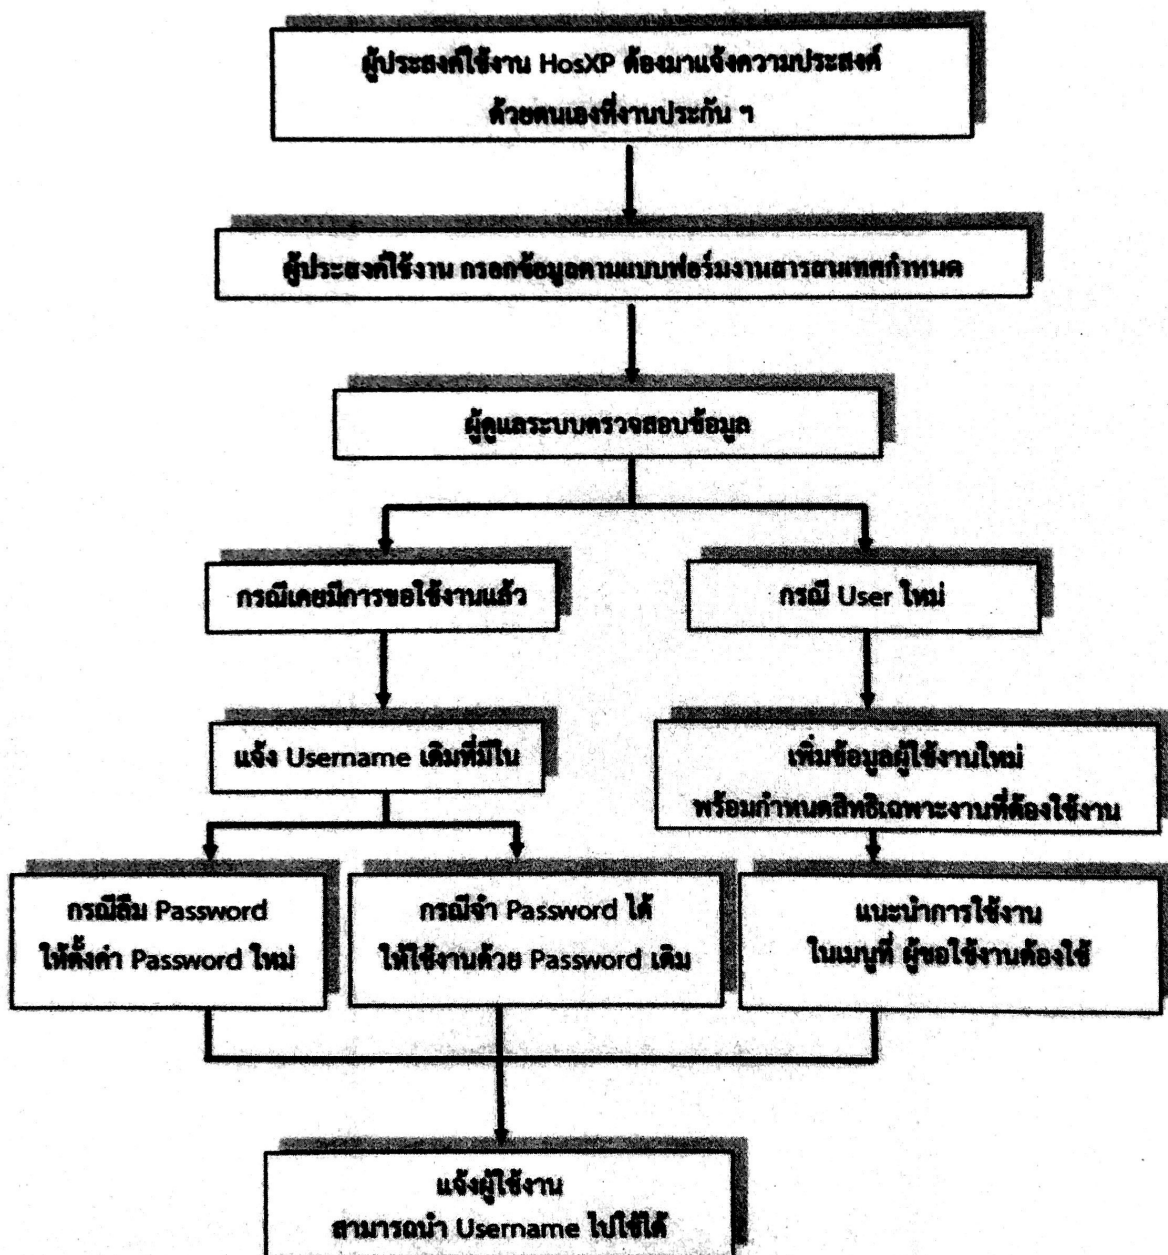 ผู้ประสงค์ใช้งาน HosXP ต้องมาแจ้งความประสงค์
ด้วยตนเองที่งานประกัน ฯ
ผู้ประสงค์ใช้งาน กรอกข้อมูลตามแบบฟอร์มงานสารสนเทศกำหนด
ผู้ดูแลระบบตรวจสอบข้อมูล
กรณีเคยมีการขอใช้งานแล้ว
กรณี User ใหม่
แจ้ง Username เดิมที่มีใน
เพิ่มข้อมูลผู้ใช้งานใหม่
พร้อมกำหนดสิทธิเฉพาะงานที่ต้องใช้งาน
กรณีลืม Password
ให้ตั้งค่า Password ใหม่
กรณีจำ Password ได้
ให้ใช้งานด้วย Password เดิม
แนะนำการใช้งาน
ในเมนูที่ ผู้ขอใช้งานต้องใช้
แจ้งผู้ใช้งาน
สามารถนำ Username ไปใช้ได้